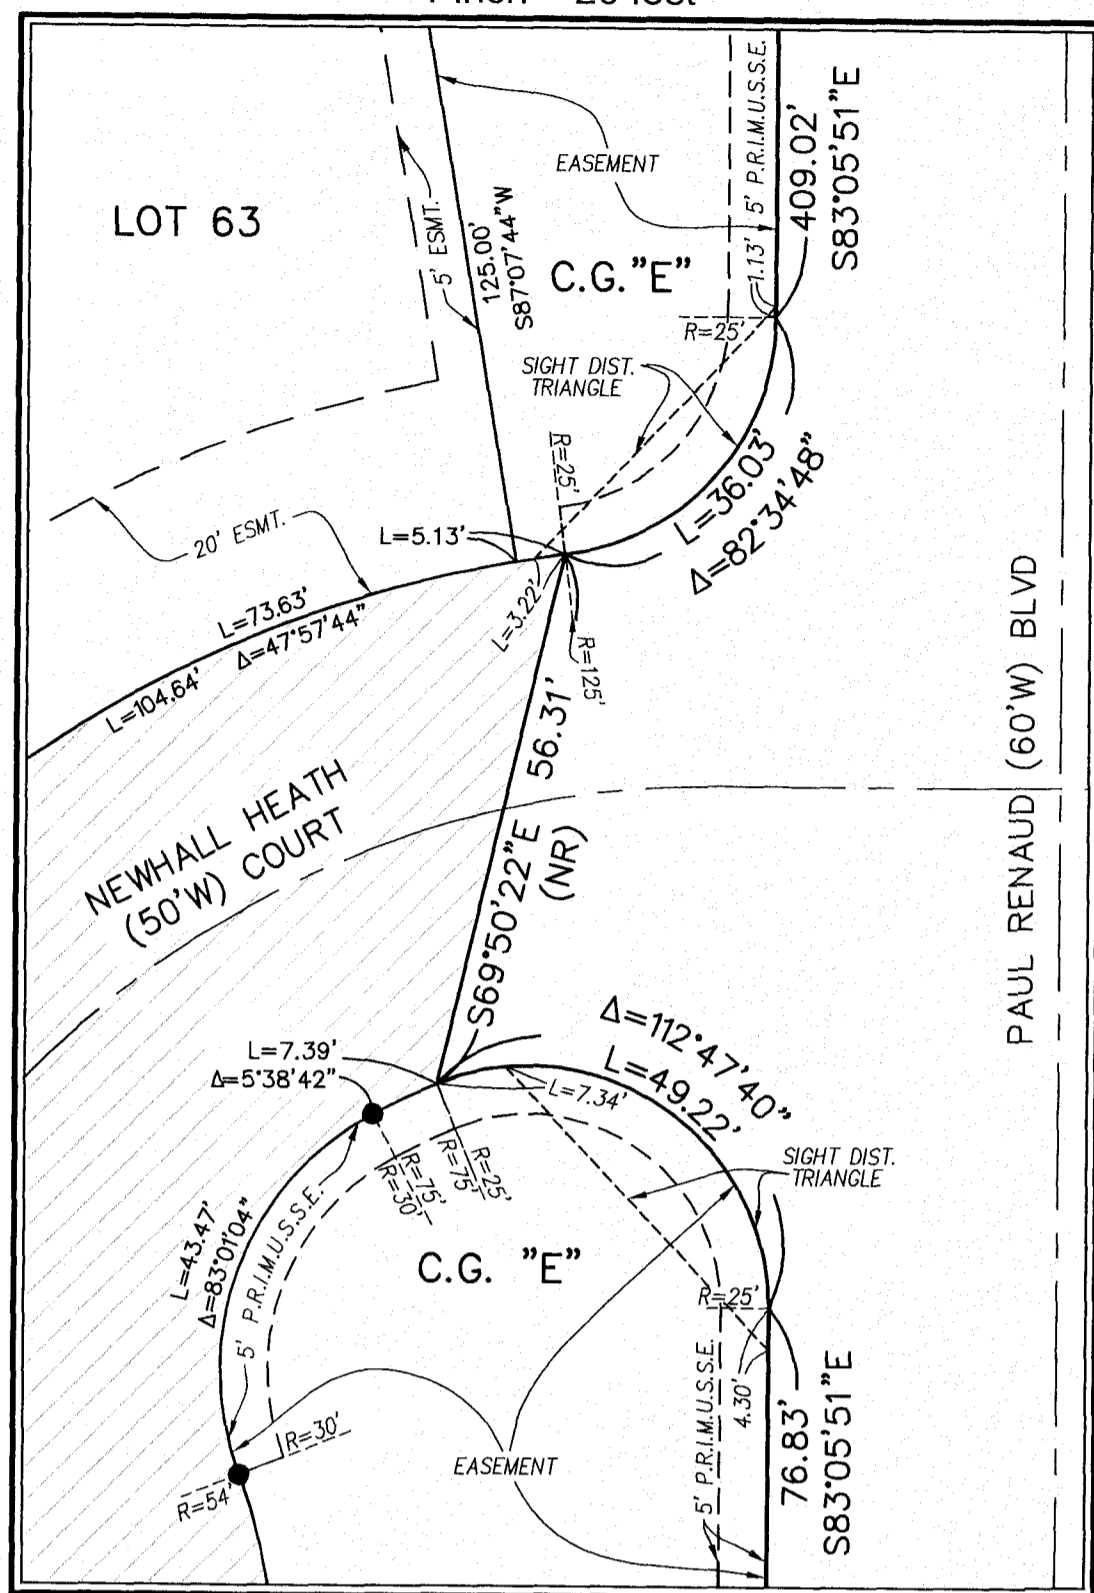 LOT 63
5' ESMT.
125.00'
S87°07'44"W
EASEMENT
C.G. "E"
5' P.R.I.M.U.S.S.E.
1.13'
409.02'
S83°05'51"E
R=25'
SIGHT DIST.
TRIANGLE
R=25'
L=36.03'
Δ=82°34'48"
20' ESMT.
L=5.13'
L=3.22'
R=125'
L=73.63'
Δ=47°57'44"
L=104.64'
56.31'
S69°50'22"E
(NR)
NEWHALL HEATH
(50'W) COURT
PAUL RENAUD (60'W) BLVD
Δ=112°47'40"
L=49.22'
L=7.39'
Δ=5°38'42"
L=7.34'
R=25'
R=75'
R=75'
R=30'
SIGHT DIST.
TRIANGLE
L=43.47'
Δ=83°01'04"
5' P.R.I.M.U.S.S.E.
C.G. "E"
R=25'
R=30'
R=54'
EASEMENT
5' P.R.I.M.U.S.S.E.
4.30'
76.83'
S83°05'51"E